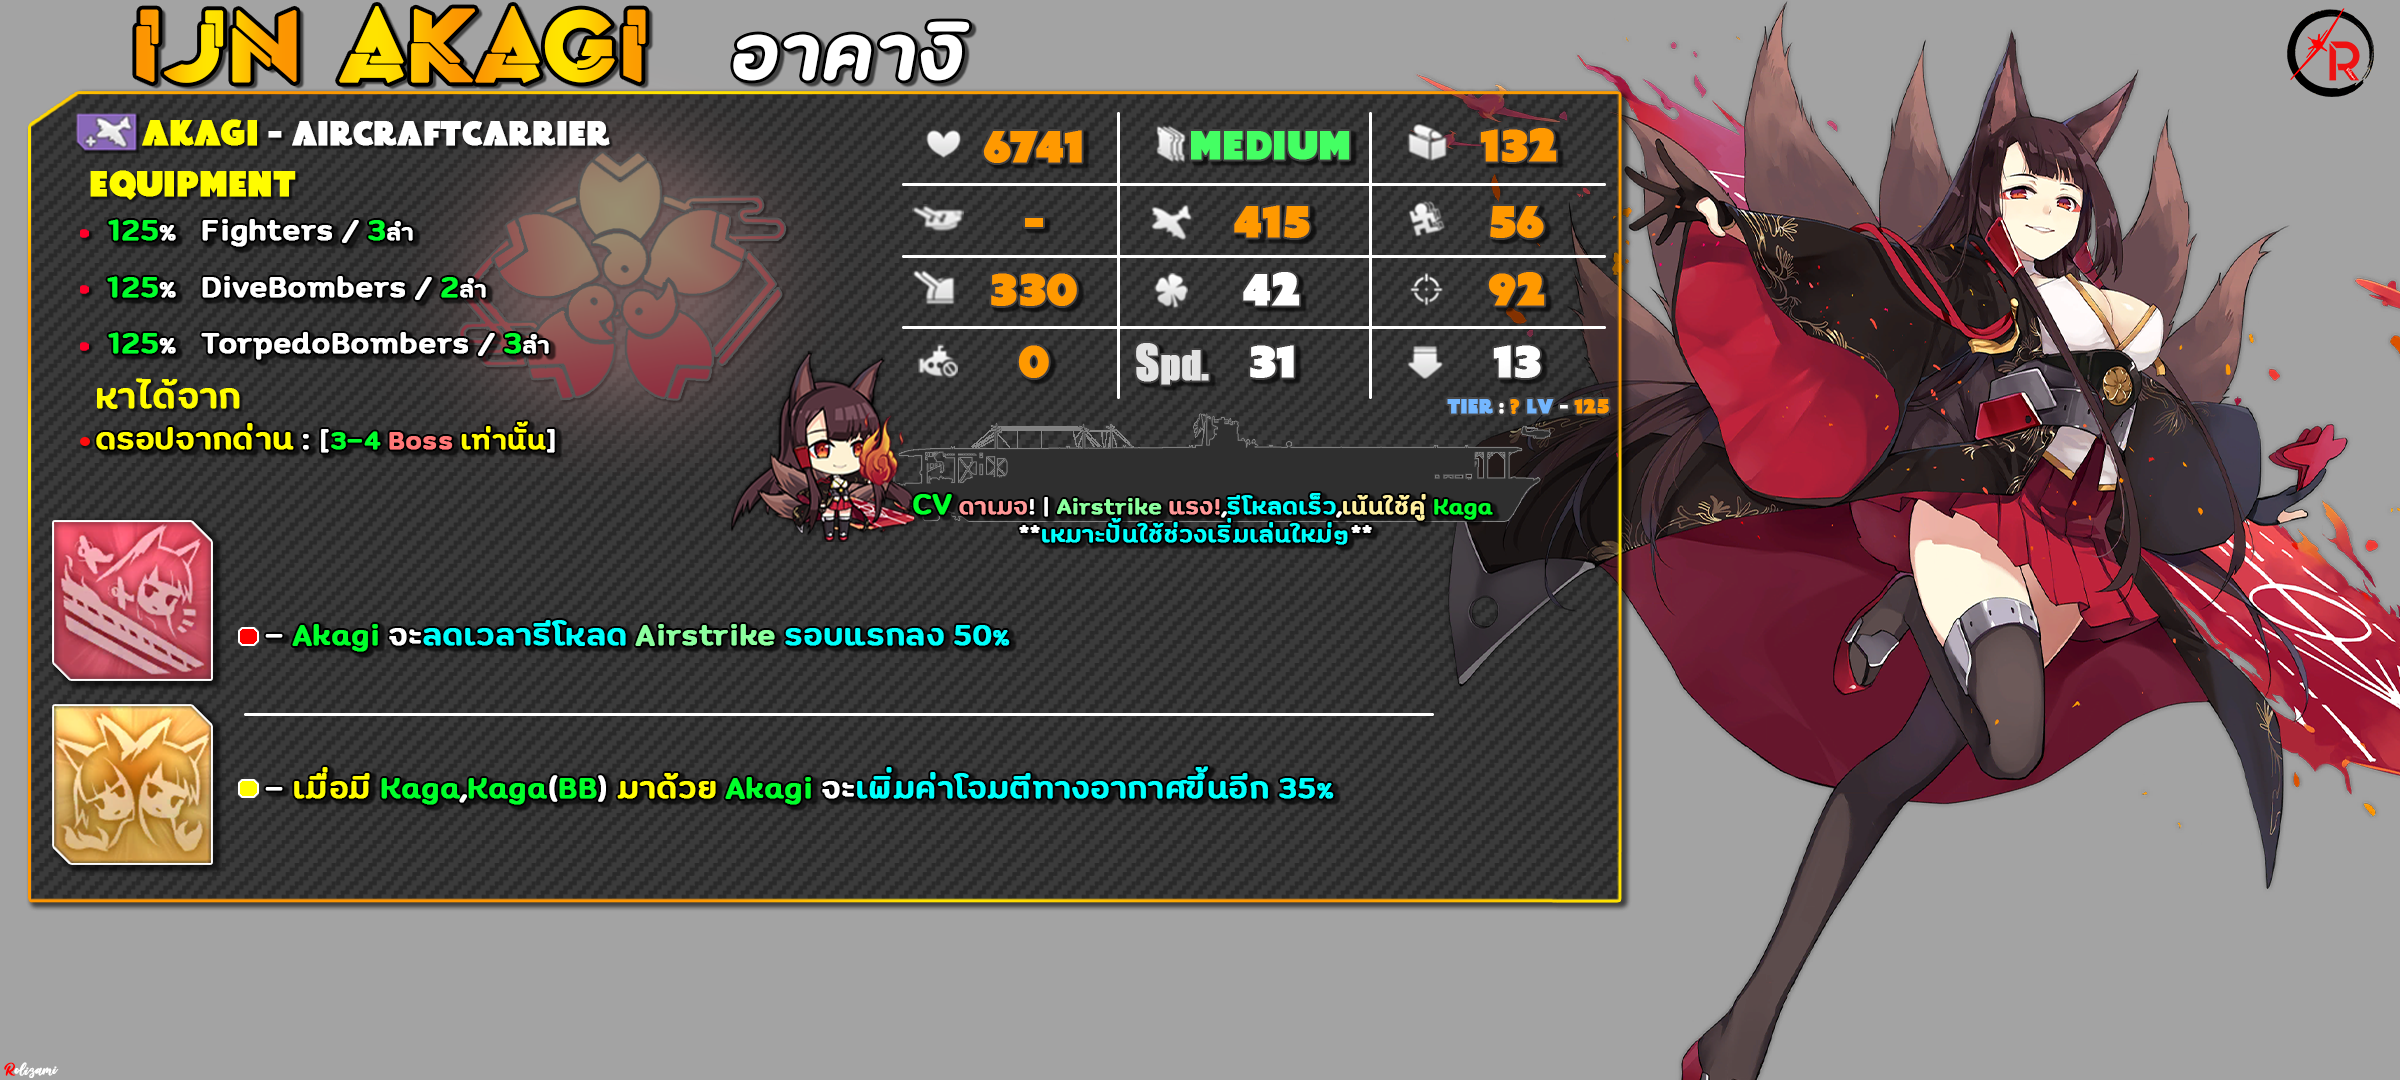 IJN AKAGI อาคางิ
AKAGI - AIRCRAFTCARRIER
EQUIPMENT
125% Fighters / 3ลำ
125% DiveBombers / 2ลำ
125% TorpedoBombers / 3ลำ
หาได้จาก
ดรอปจากด่าน : [3-4 Boss เท่านั้น]
6741 MEDIUM 132
- 415 56
330 42 92
0 Spd. 31 13
TIER : ? LV - 125
CV ดาเมจ! | Airstrike แรง!,รีโหลดเร็ว,เน้นใช้คู่ Kaga
**เหมาะปั้นใช้ช่วงเริ่มเล่นใหม่ๆ**
- Akagi จะลดเวลารีโหลด Airstrike รอบแรกลง 50%
- เมื่อมี Kaga,Kaga(BB) มาด้วย Akagi จะเพิ่มค่าโจมตีทางอากาศขึ้นอีก 35%
R
Relizami